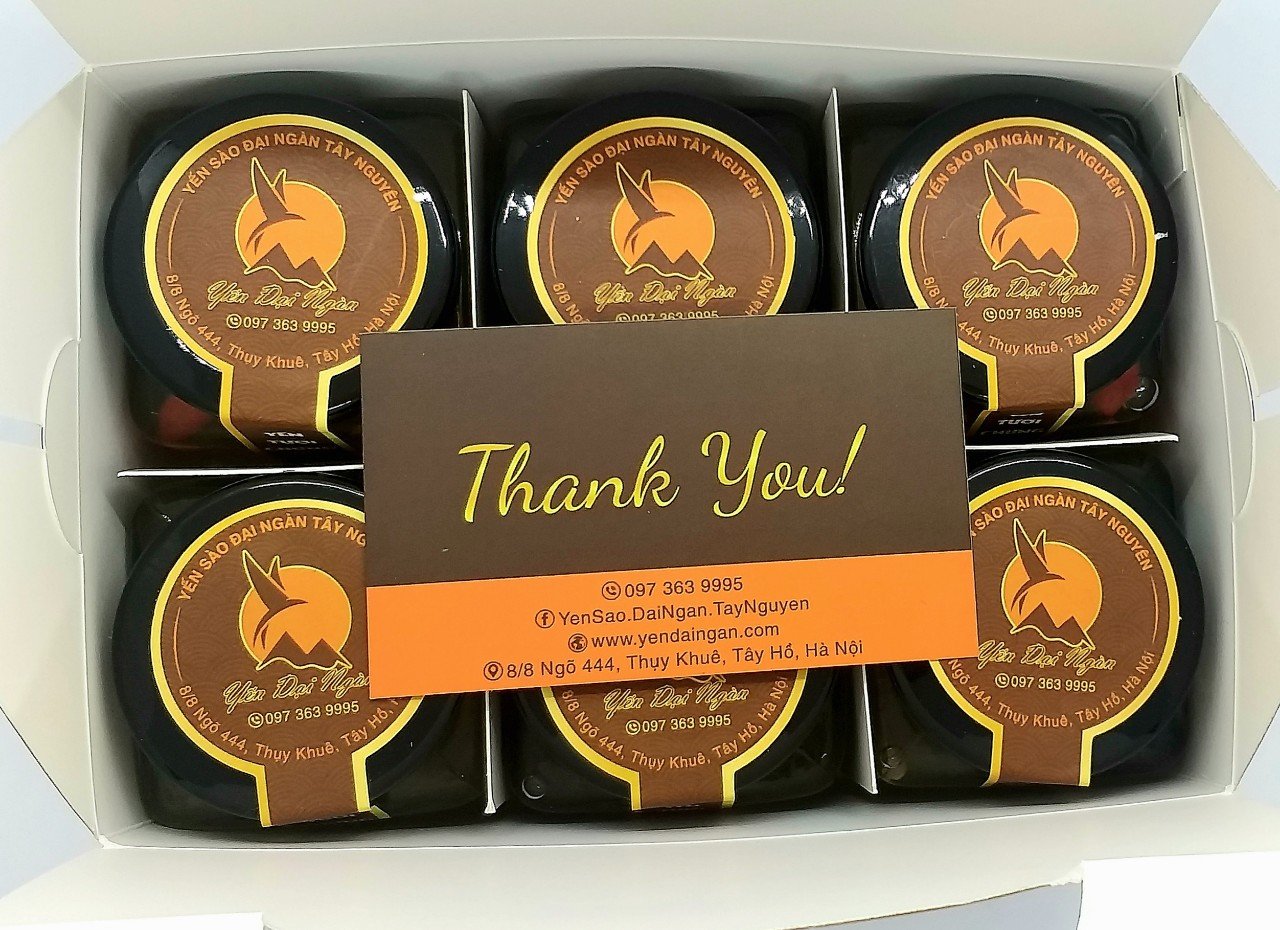 YẾN SÀO ĐẠI NGÀN TÂY NGUYÊN
Yến Đại Ngàn
097 363 9995
8/8 Ngõ 444, Thụy Khuê, Tây Hồ, Hà Nội
YẾN
TƯƠI
YẾN SÀO ĐẠI NGÀN TÂY NGUYÊN
Yến Đại Ngàn
097 363 9995
8/8 Ngõ
Hà Nội
YẾN SÀO ĐẠI NGÀN TÂY NGUYÊN
Yến Đại Ngàn
097 363 9995
Thụy Khuê, Tây Hồ, Hà Nội
TƯƠI
CHƯNG
Thank You!
097 363 9995
YenSao.DaiNgan.TayNguyen
www.yendaingan.com
8/8 Ngõ 444, Thụy Khuê, Tây Hồ, Hà Nội
YẾN SÀO ĐẠI NGÀN TÂY
Yến Đại Ngàn
097 363 9995
8/8 Ngõ 444, Thụy Khuê, Tây Hồ,
Yến Đại Ngàn
097 363 9995
8/8 Ngõ 444, Thụy Khuê, Tây Hồ, Hà Nội
SÀO ĐẠI NGÀN TÂY NGUYÊN
Yến Đại Ngàn
097 363 9995
444, Thụy Khuê, Tây Hồ, Hà Nội